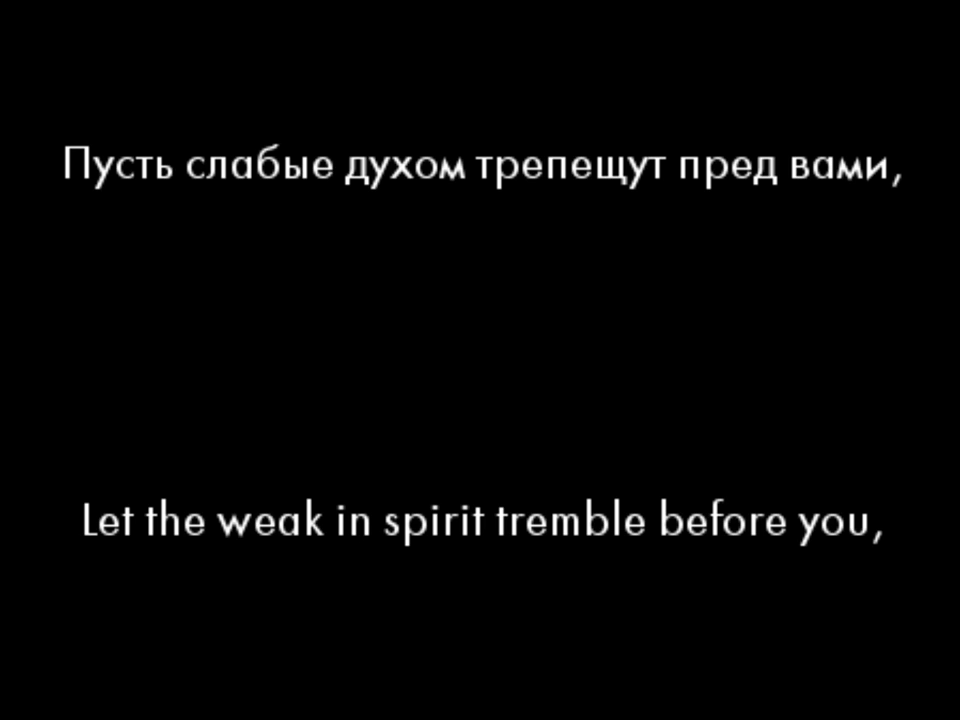 Пусть слабые духом трепещут пред вами,
Let the weak in spirit tremble before you,